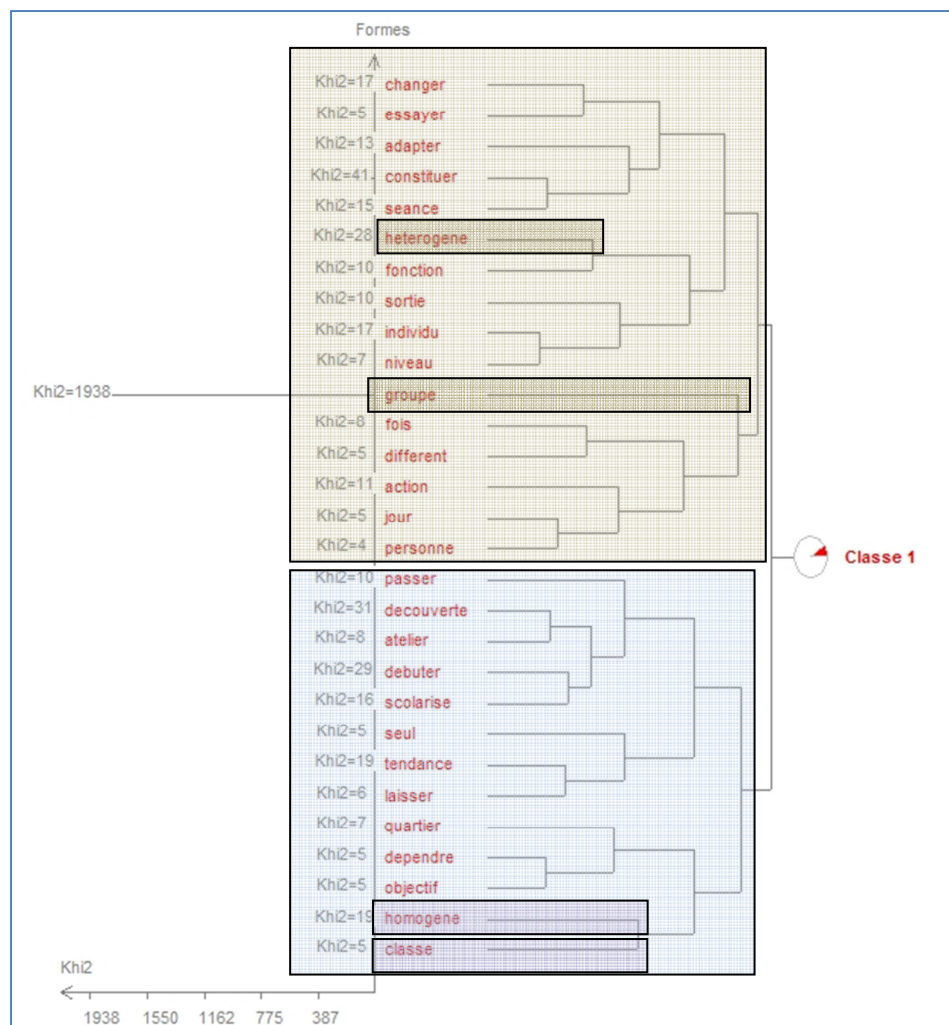 Formes
Khi2=17 changer
Khi2=5 essayer
Khi2=13 adapter
Khi2=41 constituer
Khi2=15 seance
Khi2=28 heterogene
Khi2=10 fonction
Khi2=10 sortie
Khi2=17 individu
Khi2=7 niveau
Khi2=1938 groupe
Khi2=8 fois
Khi2=5 different
Khi2=11 action
Khi2=5 jour
Khi2=4 personne
Classe 1
Khi2=10 passer
Khi2=31 decouverte
Khi2=8 atelier
Khi2=29 debuter
Khi2=16 scolarise
Khi2=5 seul
Khi2=19 tendance
Khi2=6 laisser
Khi2=7 quartier
Khi2=5 dependre
Khi2=5 objectif
Khi2=19 homogene
Khi2=5 classe
Khi2
1938 1550 1162 775 387